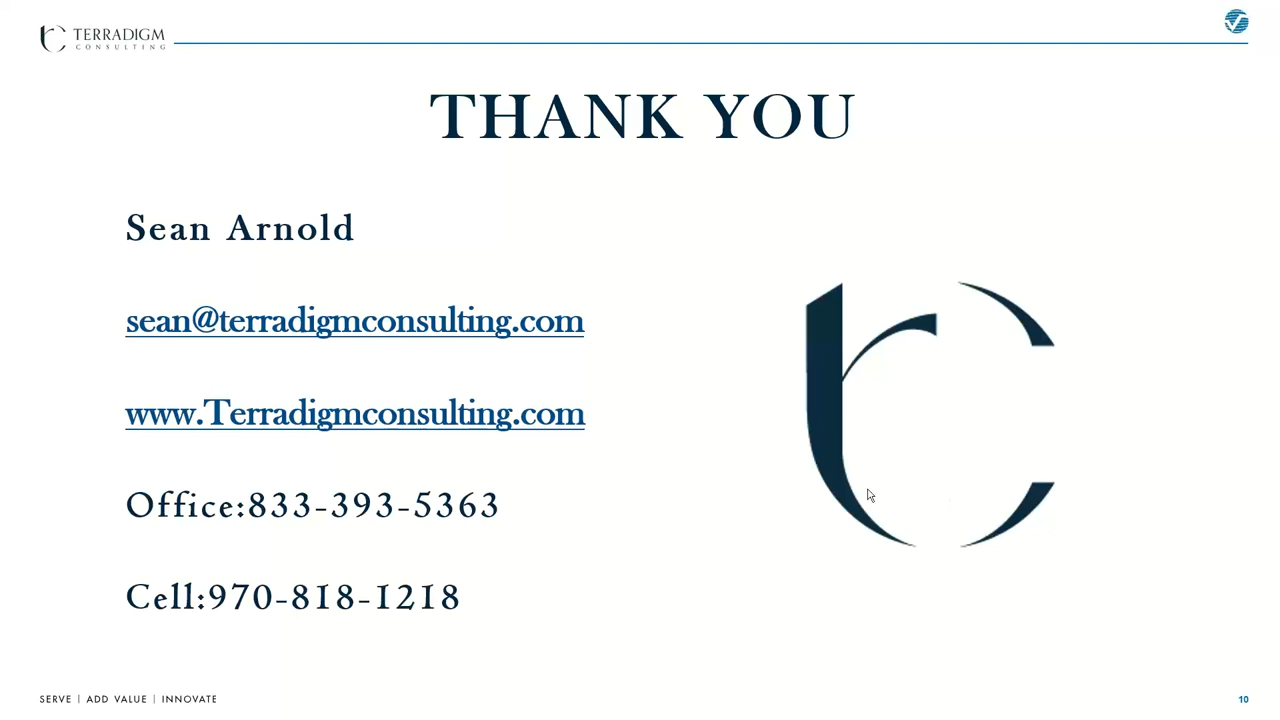 TERRADIGM
CONSULTING
THANK YOU
Sean Arnold
sean@terradigmconsulting.com
www.Terradigmconsulting.com
Office:833-393-5363
Cell:970-818-1218
SERVE | ADD VALUE | INNOVATE
10